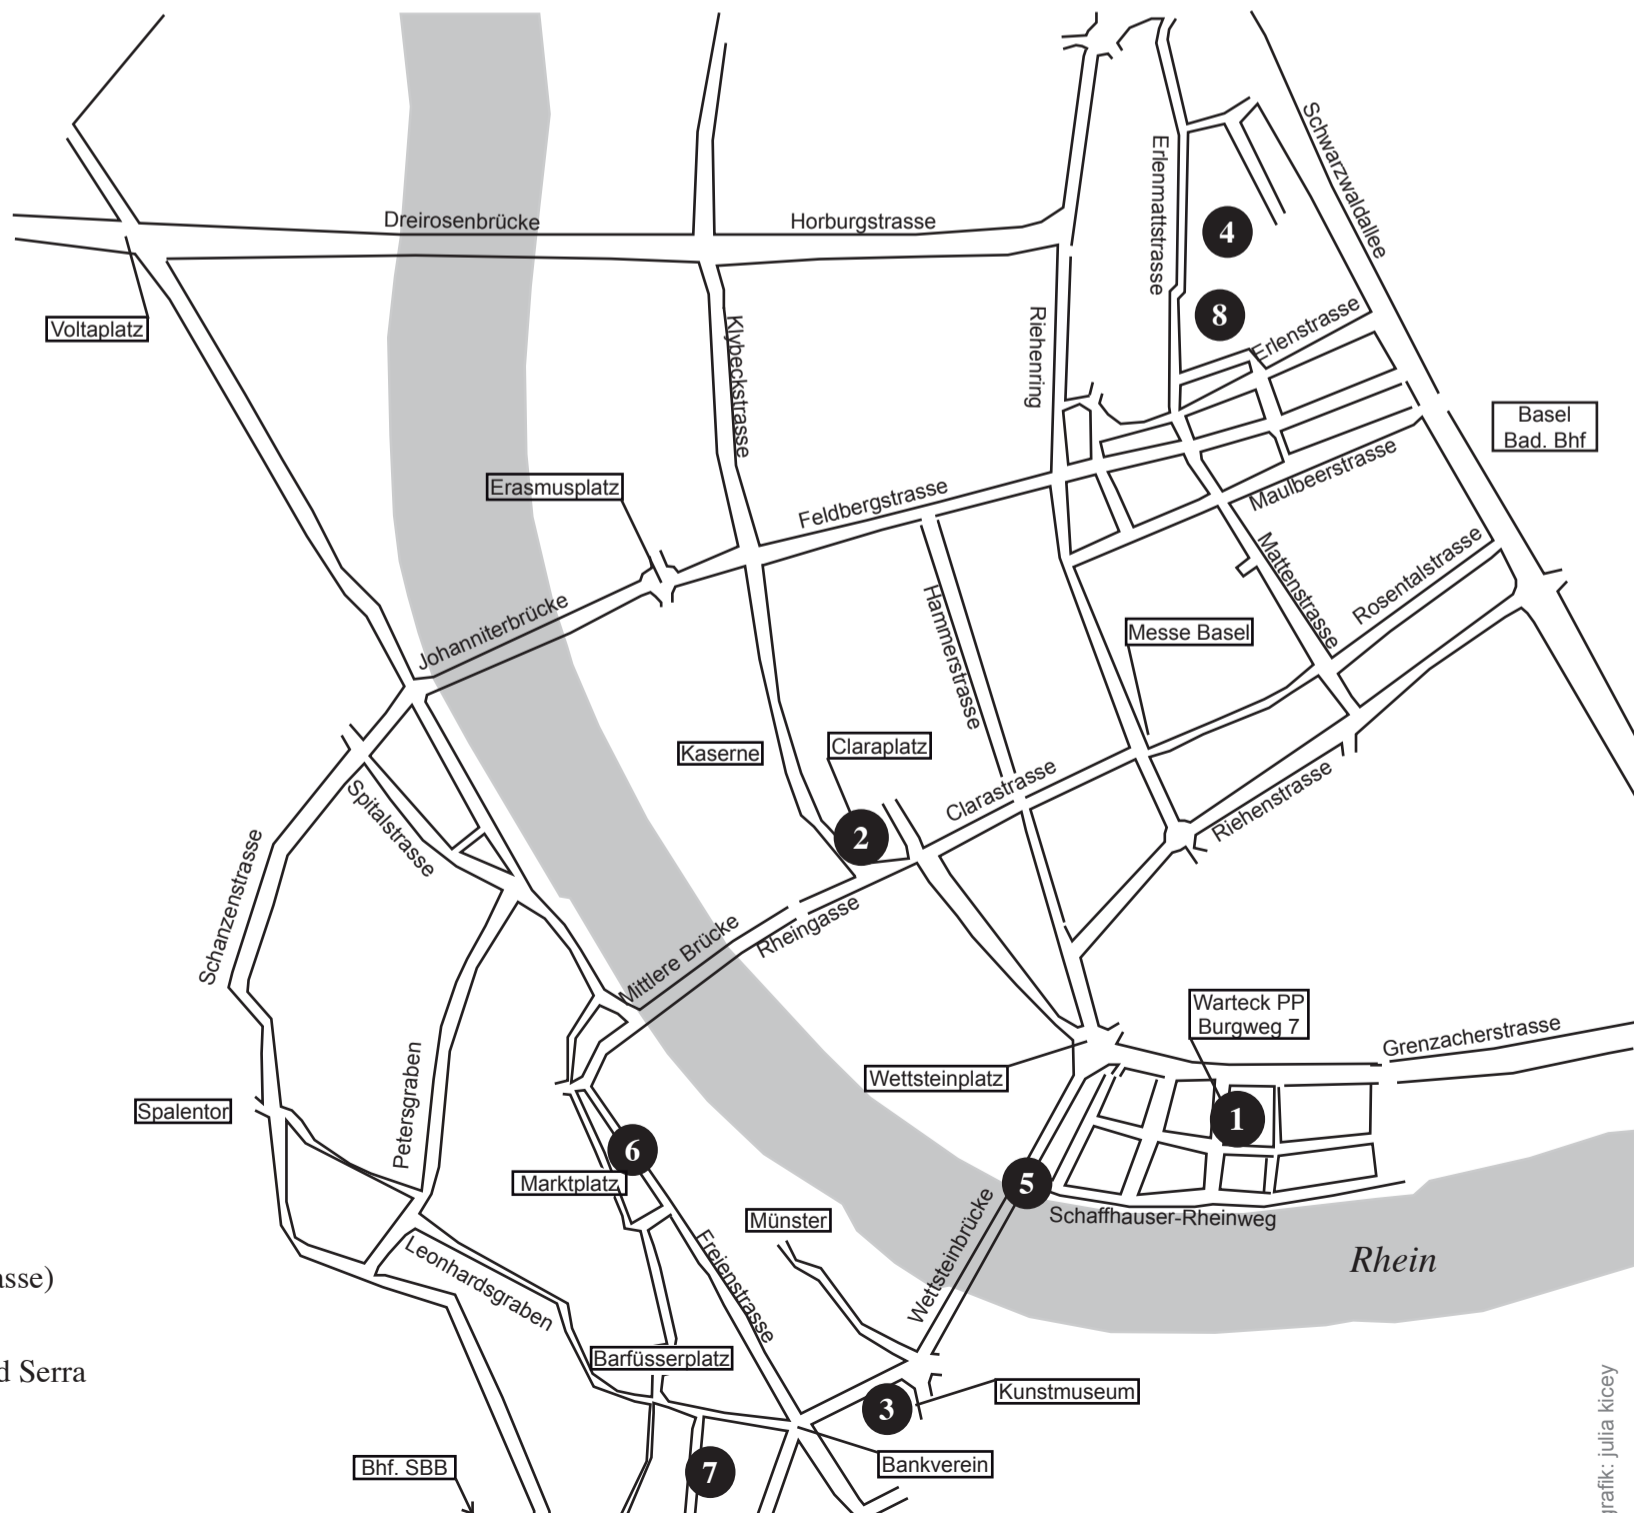 Schwarzwaldallee
Erlenmattstrasse
Dreirosenbrücke
Horburgstrasse
4
8
Voltaplatz
Klybeckstrasse
Riehenring
Erlenstrasse
Basel
Bad. Bhf
Erasmusplatz
Feldbergstrasse
Maulbeerstrasse
Mattenstrasse
Rosentalstrasse
Johanniterbrücke
Hammerstrasse
Messe Basel
Kaserne
Claraplatz
2
Clarastrasse
Riehenstrasse
Spitalstrasse
Schanzenstrasse
Mittlere Brücke
Rheingasse
Warteck PP
Burgweg 7
Grenzacherstrasse
Wettsteinplatz
Petersgraben
Spalentor
1
6
Marktplatz
5
Schaffhauser-Rheinweg
Münster
Wettsteinbrücke
Rhein
Freienstrasse
Leonhardsgraben
asse)
Barfüsserplatz
d Serra
Kunstmuseum
3
Bankverein
Bhf. SBB
7
grafik: julia kicey